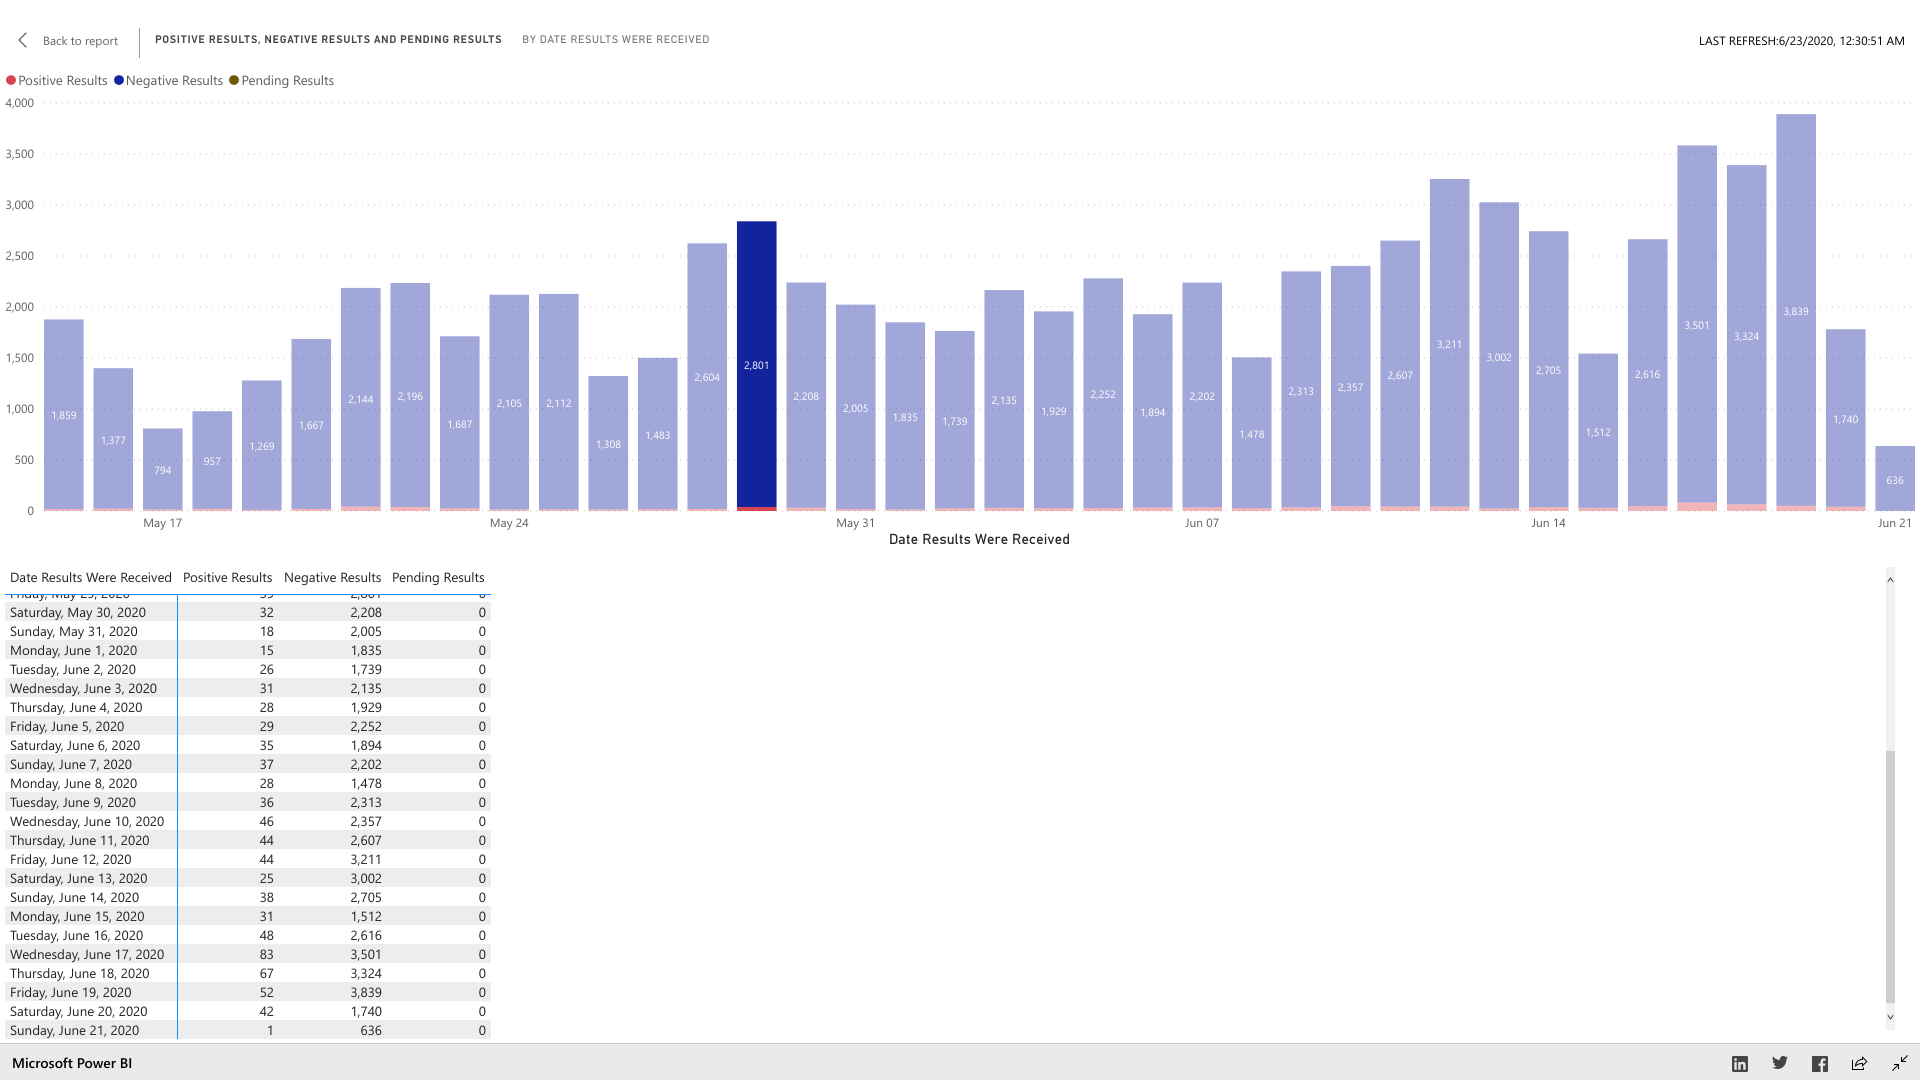 Back to report
POSITIVE RESULTS, NEGATIVE RESULTS AND PENDING RESULTS BY DATE RESULTS WERE RECEIVED
LAST REFRESH:6/23/2020, 12:30:51 AM
Positive Results Negative Results Pending Results
4,000
3,500
3,000
2,500
2,000
1,500
1,000
500
0
1,859 1,377 794 957 1,269 1,667 2,144 2,196 1,687 2,105 2,112 1,308 1,483 2,604 2,801 2,208 2,005 1,835 1,739 2,135 1,929 2,252 1,894 2,202 1,478 2,313 2,357 2,607 3,211 3,002 2,705 1,512 2,616 3,501 3,324 3,839 1,740 636
May 17 May 24 May 31 Jun 07 Jun 14 Jun 21
Date Results Were Received
Date Results Were Received Positive Results Negative Results Pending Results
Friday, May 29, 2020 39 2,801 0
Saturday, May 30, 2020 32 2,208 0
Sunday, May 31, 2020 18 2,005 0
Monday, June 1, 2020 15 1,835 0
Tuesday, June 2, 2020 26 1,739 0
Wednesday, June 3, 2020 31 2,135 0
Thursday, June 4, 2020 28 1,929 0
Friday, June 5, 2020 29 2,252 0
Saturday, June 6, 2020 35 1,894 0
Sunday, June 7, 2020 37 2,202 0
Monday, June 8, 2020 28 1,478 0
Tuesday, June 9, 2020 36 2,313 0
Wednesday, June 10, 2020 46 2,357 0
Thursday, June 11, 2020 44 2,607 0
Friday, June 12, 2020 44 3,211 0
Saturday, June 13, 2020 25 3,002 0
Sunday, June 14, 2020 38 2,705 0
Monday, June 15, 2020 31 1,512 0
Tuesday, June 16, 2020 48 2,616 0
Wednesday, June 17, 2020 83 3,501 0
Thursday, June 18, 2020 67 3,324 0
Friday, June 19, 2020 52 3,839 0
Saturday, June 20, 2020 42 1,740 0
Sunday, June 21, 2020 1 636 0
Microsoft Power BI